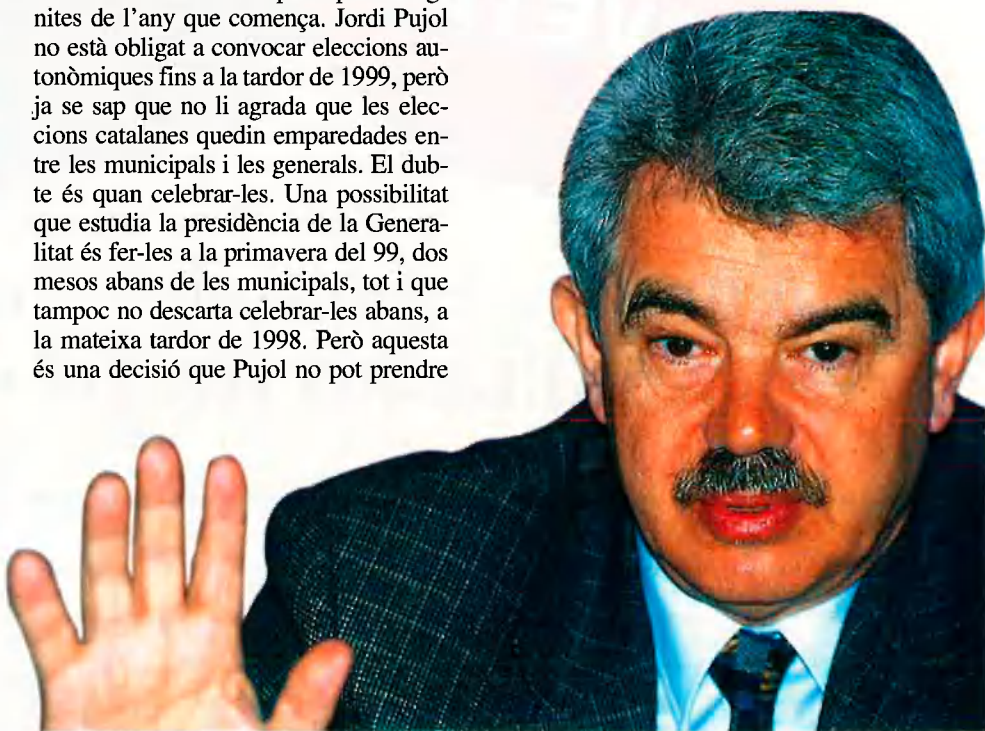 nites de l'any que comença. Jordi Pujol
no està obligat a convocar eleccions au-
tonòmiques fins a la tardor de 1999, però
ja se sap que no li agrada que les elec-
cions catalanes quedin emparedades en-
tre les municipals i les generals. El dub-
te és quan celebrar-les. Una possibilitat
que estudia la presidència de la Genera-
litat és fer-les a la primavera del 99, dos
mesos abans de les municipals, tot i que
tampoc no descarta celebrar-les abans, a
la mateixa tardor de 1998. Però aquesta
és una decisió que Pujol no pot prendre